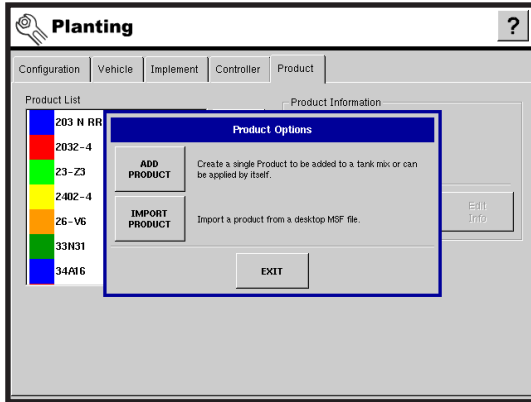 Planting
?
Configuration Vehicle Implement Controller Product
Product List
Product Information
203 N RR
2032-4
23-Z3
2402-4
26-V6
33N31
34A16
Product Options
ADD
PRODUCT
Create a single Product to be added to a tank mix or can
be applied by itself.
IMPORT
PRODUCT
Import a product from a desktop MSF file.
EXIT
Edit
Info